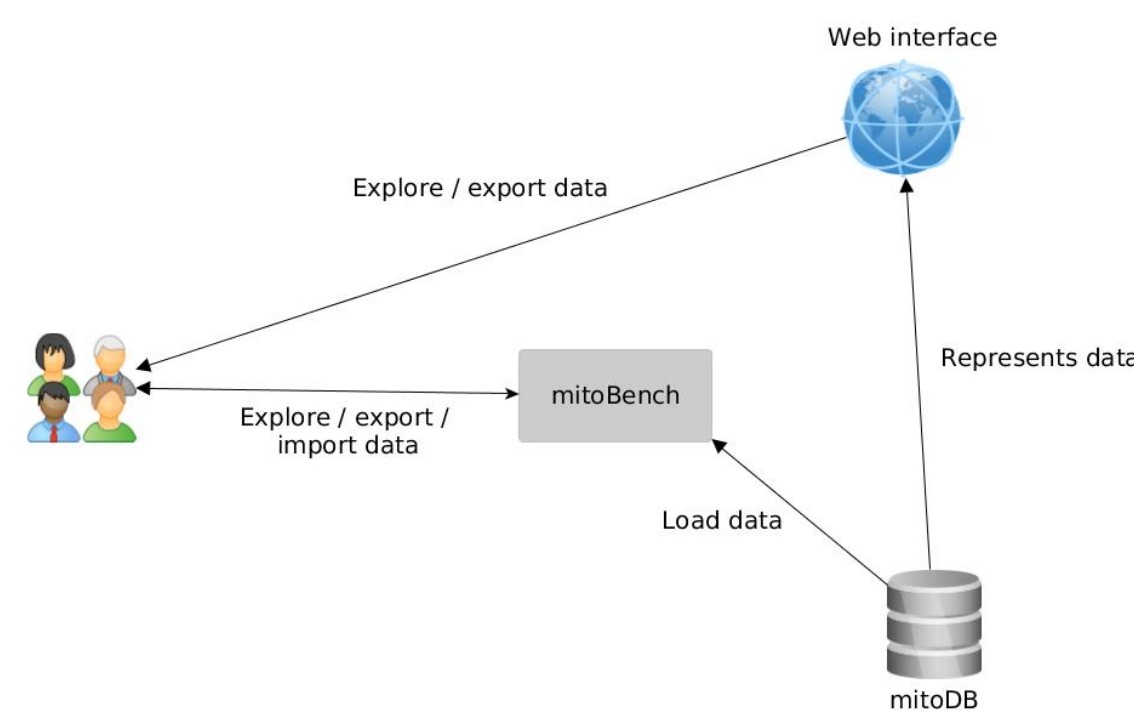 Web interface
Explore / export data
Represents data
mitoBench
Explore / export /
import data
Load data
mitoDB